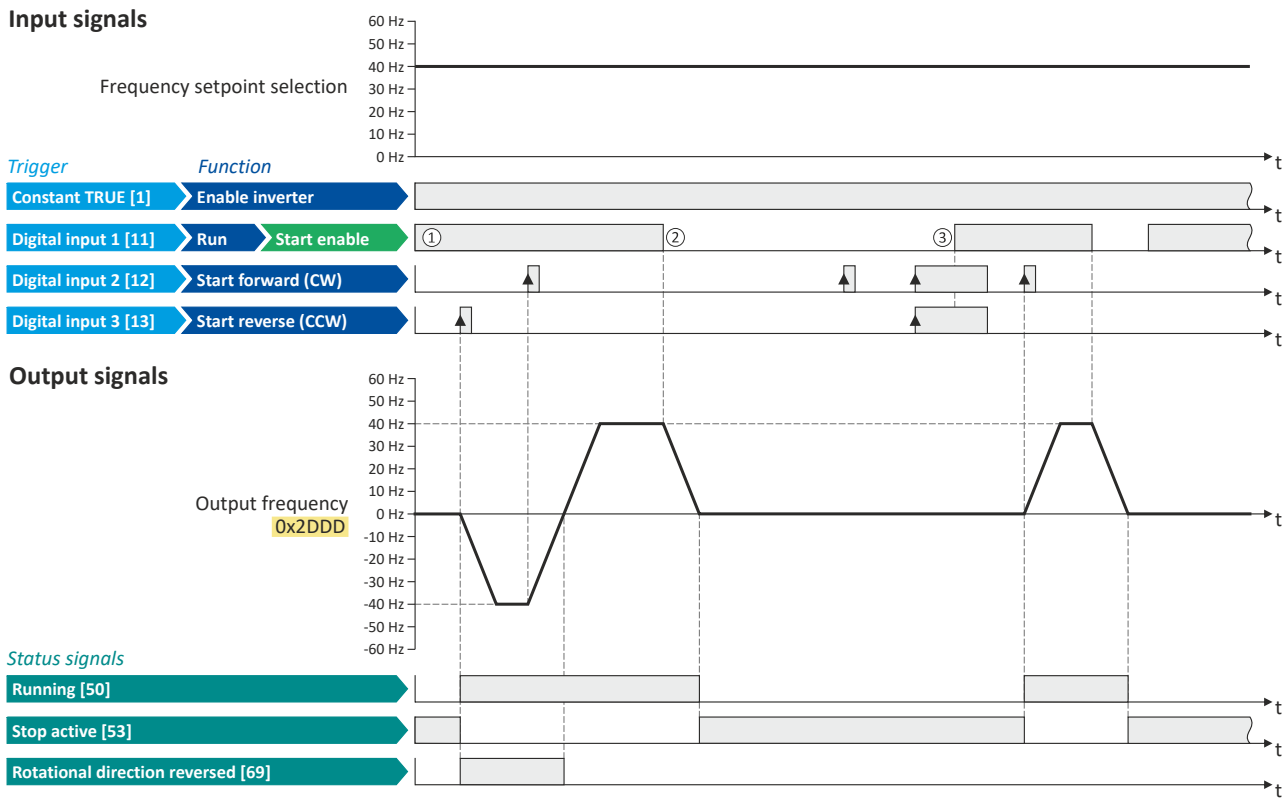 Input signals
60 Hz
50 Hz
40 Hz
Frequency setpoint selection 30 Hz
20 Hz
10 Hz
0 Hz
t
Trigger Function
Constant TRUE [1] Enable inverter
t
Digital input 1 [11] Run Start enable ① ② ③
t
Digital input 2 [12] Start forward (CW)
t
Digital input 3 [13] Start reverse (CCW)
t
Output signals
60 Hz
50 Hz
40 Hz
30 Hz
20 Hz
10 Hz
Output frequency
0 Hz
t
0x2DDD
-10 Hz
-20 Hz
-30 Hz
-40 Hz
-50 Hz
-60 Hz
Status signals
Running [50]
t
Stop active [53]
t
Rotational direction reversed [69]
t